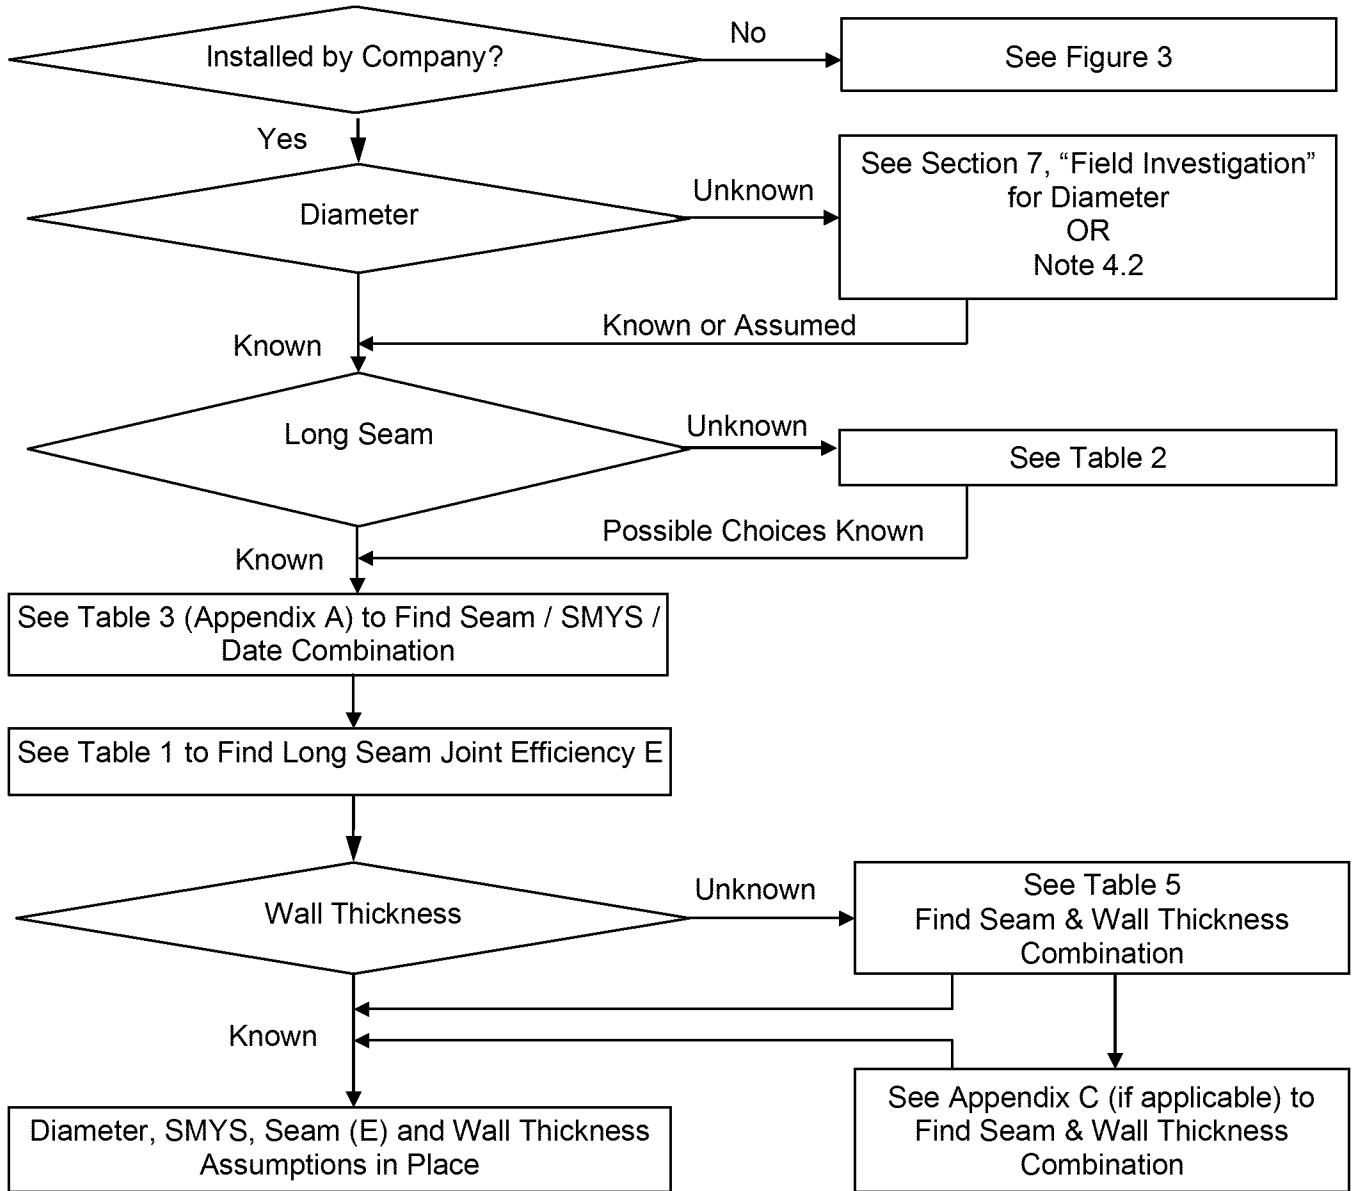 Installed by Company?
No
See Figure 3
Yes
Diameter
Unknown
See Section 7, “Field Investigation”
for Diameter
OR
Note 4.2
Known or Assumed
Known
Long Seam
Unknown
See Table 2
Possible Choices Known
Known
See Table 3 (Appendix A) to Find Seam / SMYS /
Date Combination
See Table 1 to Find Long Seam Joint Efficiency E
Wall Thickness
Unknown
See Table 5
Find Seam & Wall Thickness
Combination
Known
See Appendix C (if applicable) to
Find Seam & Wall Thickness
Combination
Diameter, SMYS, Seam (E) and Wall Thickness
Assumptions in Place